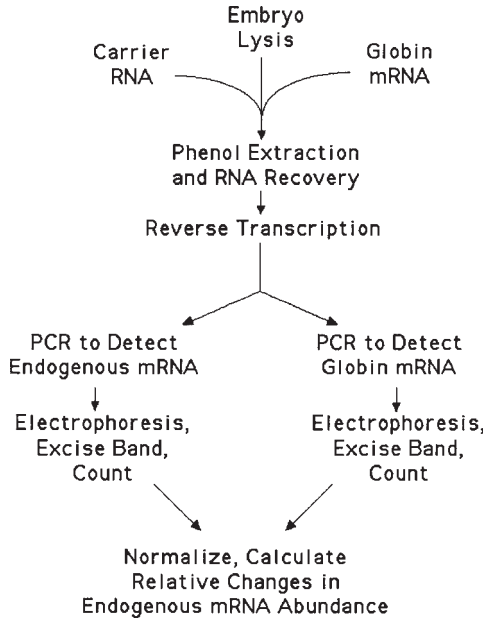 Embryo
Lysis
Carrier
RNA
Globin
mRNA
Phenol Extraction
and RNA Recovery
Reverse Transcription
PCR to Detect
Endogenous mRNA
PCR to Detect
Globin mRNA
Electrophoresis,
Excise Band,
Count
Electrophoresis,
Excise Band,
Count
Normalize, Calculate
Relative Changes in
Endogenous mRNA Abundance